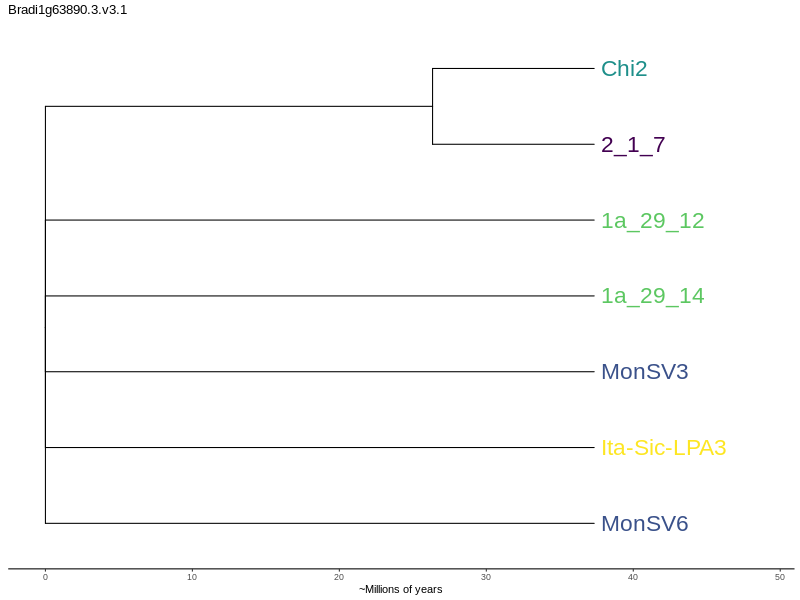 Bradi1g63890.3.v3.1
Chi2
2_1_7
1a_29_12
1a_29_14
MonSV3
Ita-Sic-LPA3
MonSV6
0 10 20 30 40 50
~Millions of years